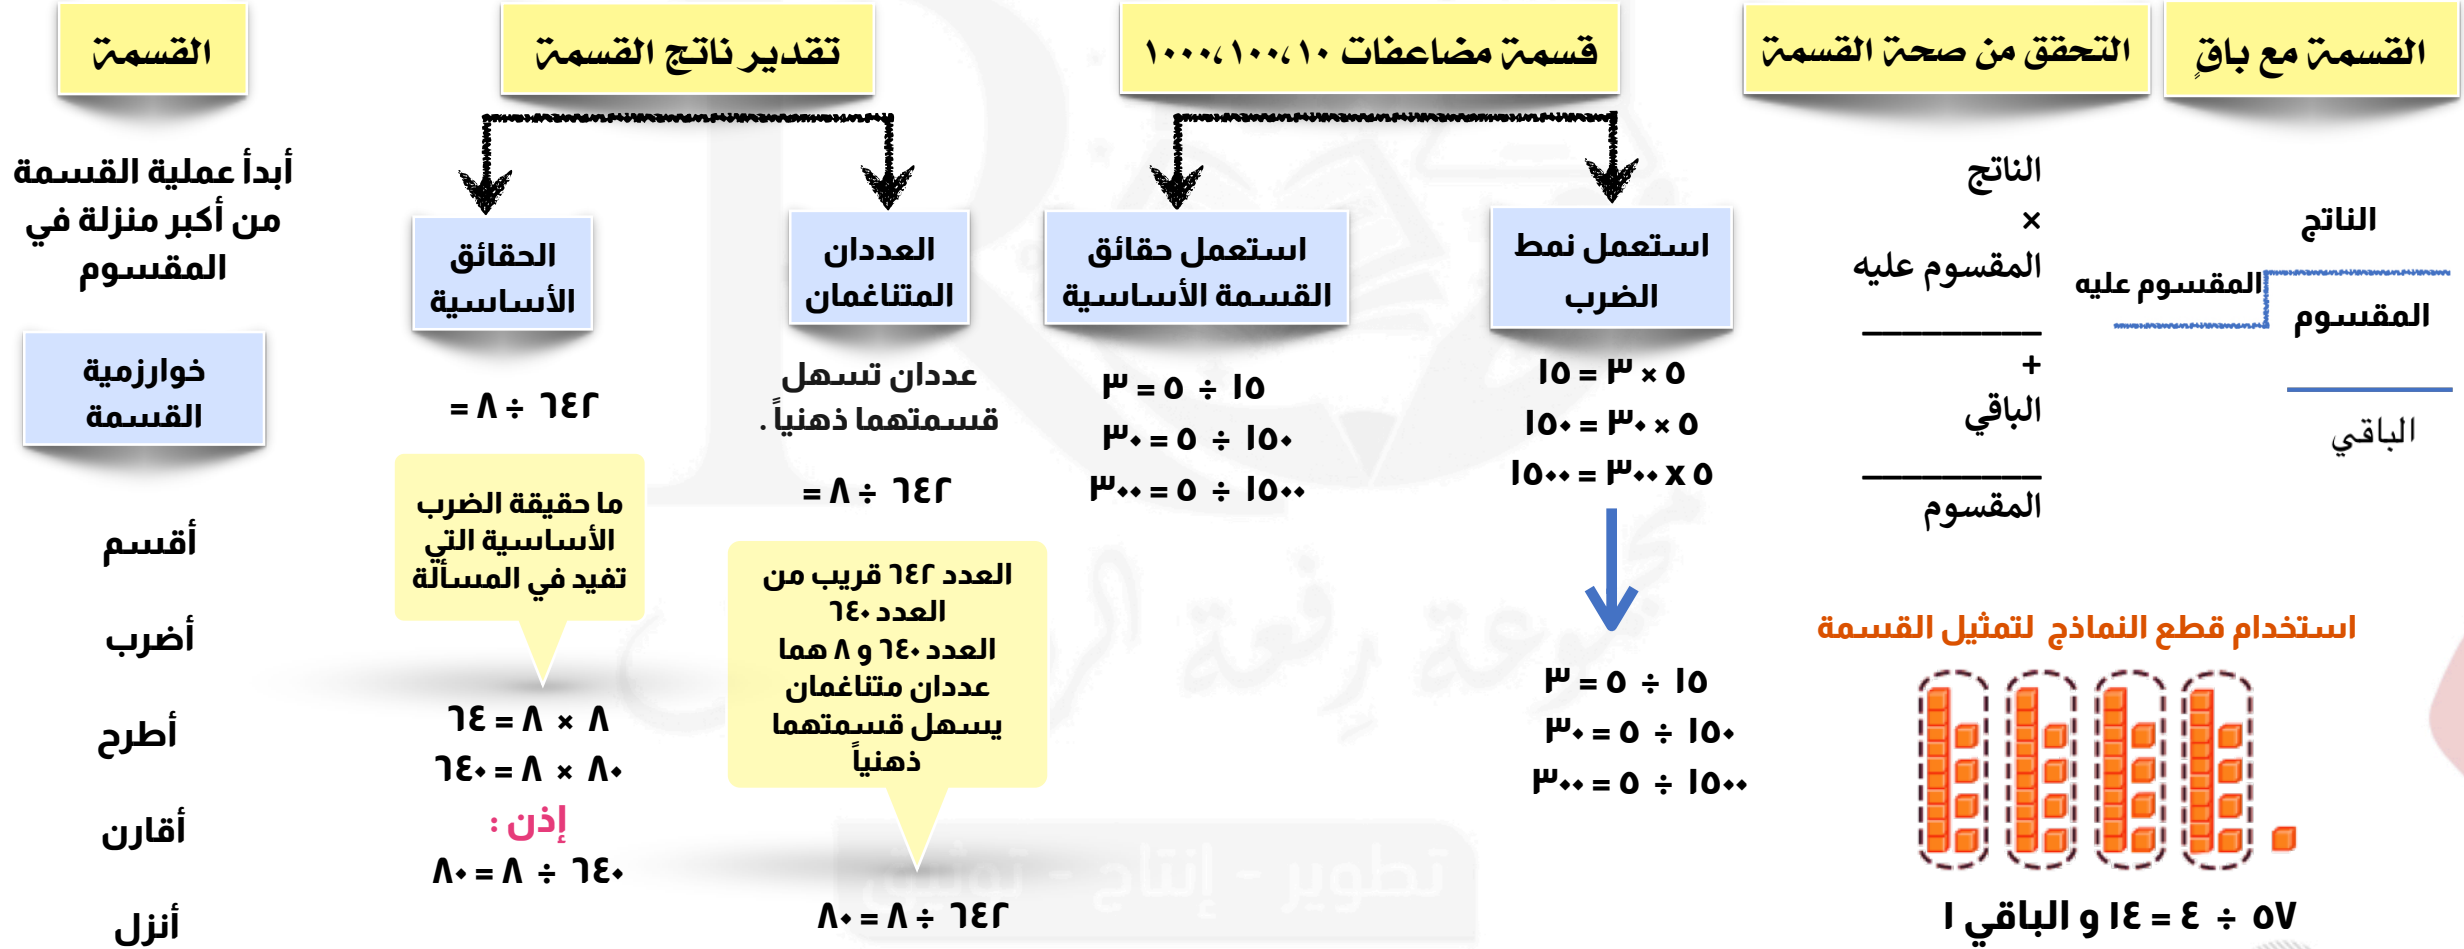 القسمة مع باقٍ
الناتج
المقسوم عليه
المقسوم
الباقي
التحقق من صحة القسمة
الناتج
×
المقسوم عليه
+
الباقي
المقسوم
استخدام قطع النماذج لتمثيل القسمة
٥٧ ÷ ٤ = ١٤ و الباقي ١
قسمة مضاعفات ١٠،١٠٠،١٠٠٠
استعمل نمط
الضرب
٥ × ٣ = ١٥
٥ × ٣٠ = ١٥٠
٥ x ٣٠٠ = ١٥٠٠
١٥ ÷ ٥ = ٣
١٥٠ ÷ ٥ = ٣٠
١٥٠٠ ÷ ٥ = ٣٠٠
استعمل حقائق
القسمة الأساسية
١٥ ÷ ٥ = ٣
١٥٠ ÷ ٥ = ٣٠
١٥٠٠ ÷ ٥ = ٣٠٠
تقدير ناتج القسمة
العددان
المتناغمان
عددان تسهل
قسمتهما ذهنياً .
٦٤٢ ÷ ٨ =
العدد ٦٤٢ قريب من
العدد ٦٤٠
العدد ٦٤٠ و ٨ هما
عددان متناغمان
يسهل قسمتهما
ذهنياً
٦٤٢ ÷ ٨ = ٨٠
الحقائق
الأساسية
٦٤٢ ÷ ٨ =
ما حقيقة الضرب
الأساسية التي
تفيد في المسألة
٨ × ٨ = ٦٤
٨٠ × ٨ = ٦٤٠
إذن :
٦٤٠ ÷ ٨ = ٨٠
القسمة
أبدأ عملية القسمة
من أكبر منزلة في
المقسوم
خوارزمية
القسمة
أقسم
أضرب
أطرح
أقارن
أنزل
تطوير - إنتاج - توثيق